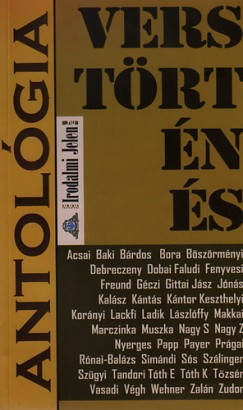 ANTOLÓGIA
VERS
TÖRT
ÉN
ÉS
Irodalmi Jelen
Acsai Baki Bárdos Bora Böszörményi
Debreczeny Dobai Faludi Fenyvesi
Freund Géczi Gittai Jász Jónás
Kalász Kántás Kántor Keszthelyi
Korányi Lackfi Ladik Lászlóffy Makkai
Marczinka Muszka Nagy S Nagy Z
Nyerges Papp Payer Prágai
Rónai-Balázs Simándi Sós Szálinger
Szügyi Tandori Tóth E Tóth K Tőzsér
Vasadi Végh Wehner Zalán Zudor